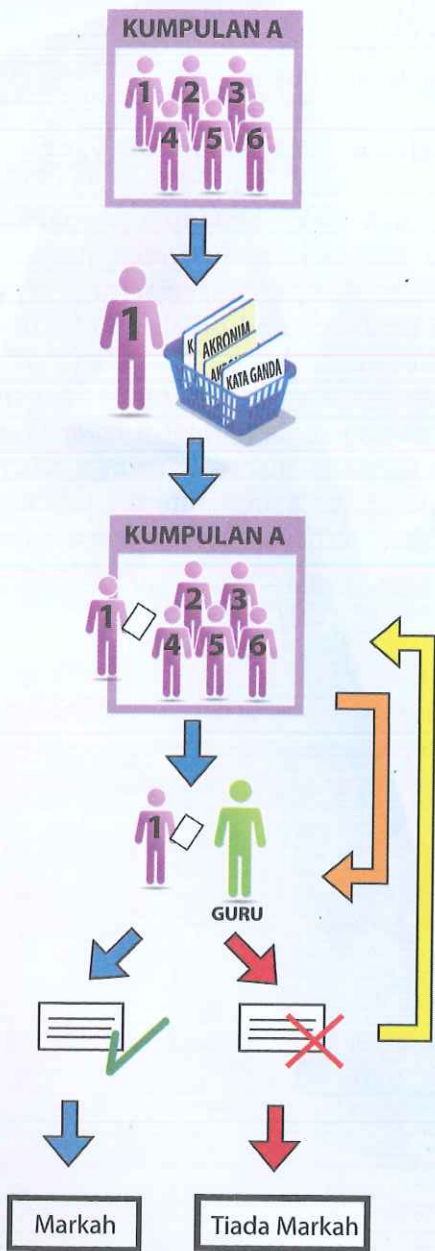 KUMPULAN A
1 2 3
4 5 6
1
K
AKRONIM
KATA GANDA
KUMPULAN A
1
2 3
4 5 6
1
GURU
Markah
Tiada Markah